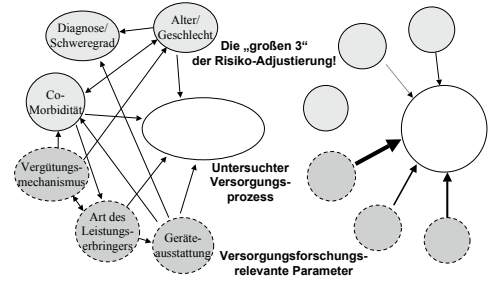 Diagnose/
Schweregrad
Alter/
Geschlecht
Die „großen 3“
der Risiko-Adjustierung!
Co-
Morbidität
Vergütungs-
mechanismus
Untersuchter
Versorgungs-
prozess
Art des
Leistungs-
erbringers
Geräte-
ausstattung
Versorgungsforschungs-
relevante Parameter